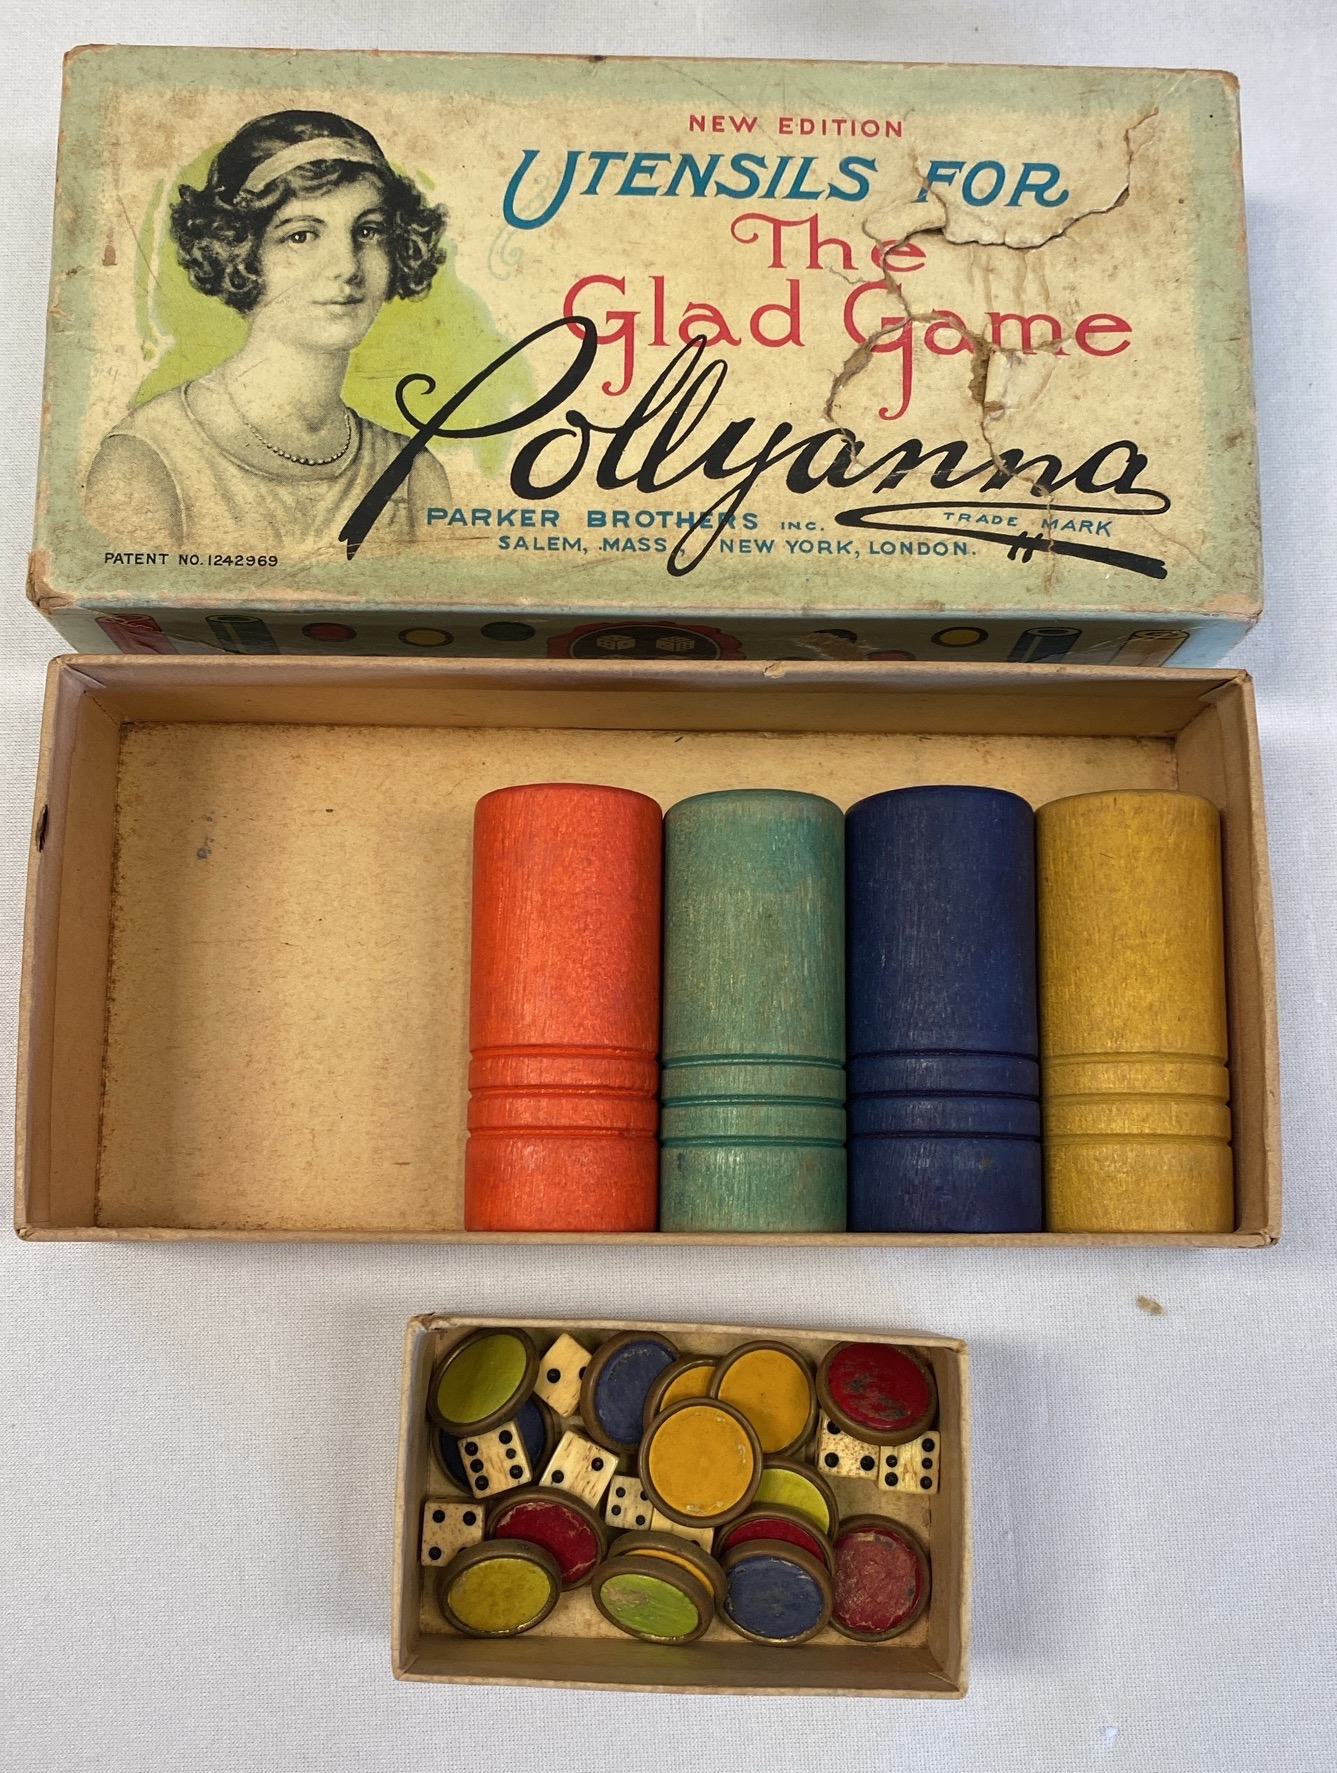 NEW EDITION
UTENSILS FOR
The
Glad Game
Pollyanna
PARKER BROTHERS INC.
TRADE MARK
SALEM, MASS, NEW YORK, LONDON.
PATENT NO. 1242969